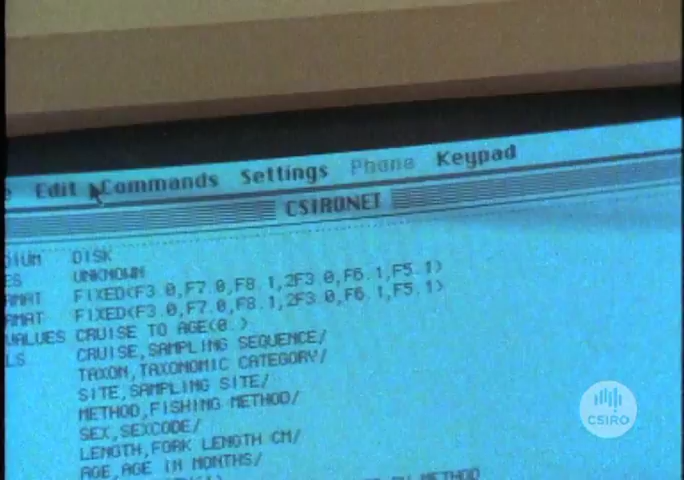 Edit Commands Settings Phone Keypad
CSIRONET
DISK
UNKNOWN
FIXED(F3.0,F7.0,F8.1,2F3.0,F6.1,F5.1)
FIXED(F3.0,F7.0,F8.1,2F3.0,F6.1,F5.1)
VALUES CRUISE TO AGE(0.)
LS CRUISE,SAMPLING SEQUENCE/
TAXON,TAXONOMIC CATEGORY/
SITE,SAMPLING SITE/
METHOD,FISHING METHOD/
SEX,SEXCODE/
LENGTH,FORK LENGTH CM/
AGE,AGE IN MONTHS/
METHOD
CSIRO